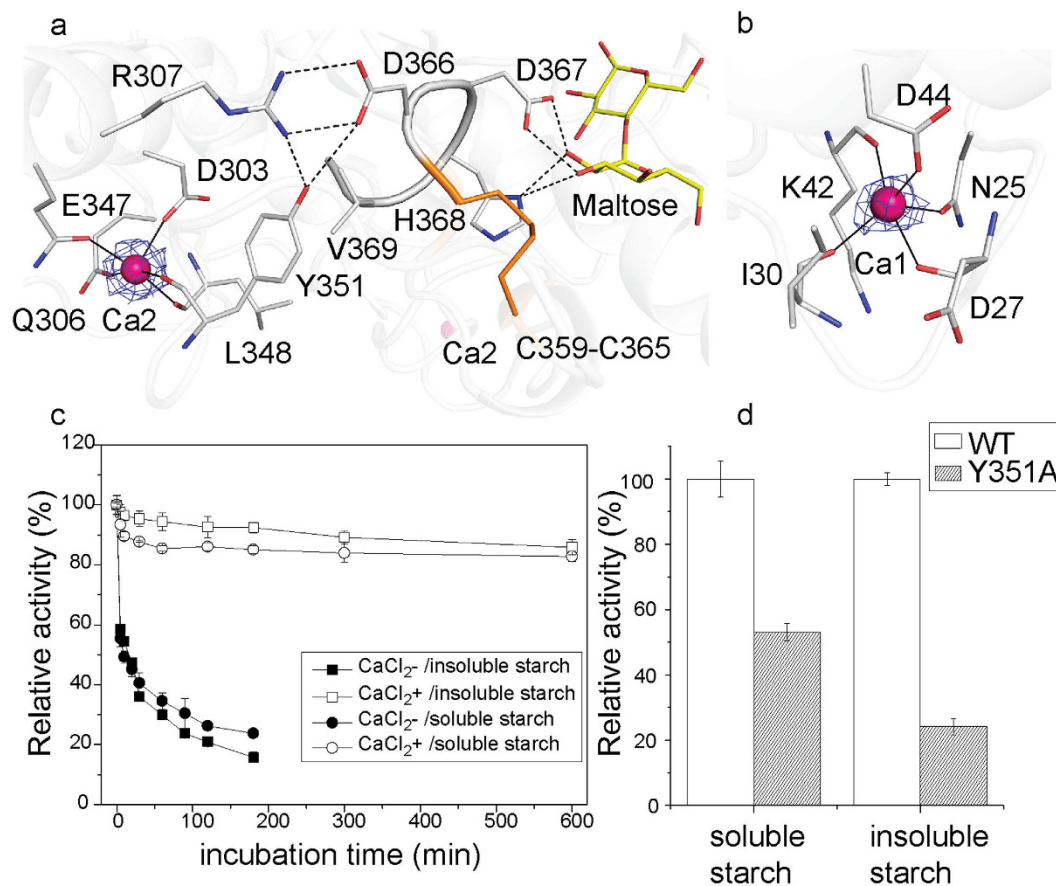 a
R307
D366
D367
D303
E347
Maltose
H368
V369
Y351
Q306
Ca2
L348
Ca2
C359-C365
b
D44
K42
N25
I30
Ca1
D27
c
Relative activity (%)
120
100
80
60
40
20
0
CaCl₂- /insoluble starch
CaCl₂+ /insoluble starch
CaCl₂- /soluble starch
CaCl₂+ /soluble starch
0 100 200 300 400 500 600
incubation time (min)
d
WT
Y351A
Relative activity (%)
100
80
60
40
20
0
soluble
starch
insoluble
starch